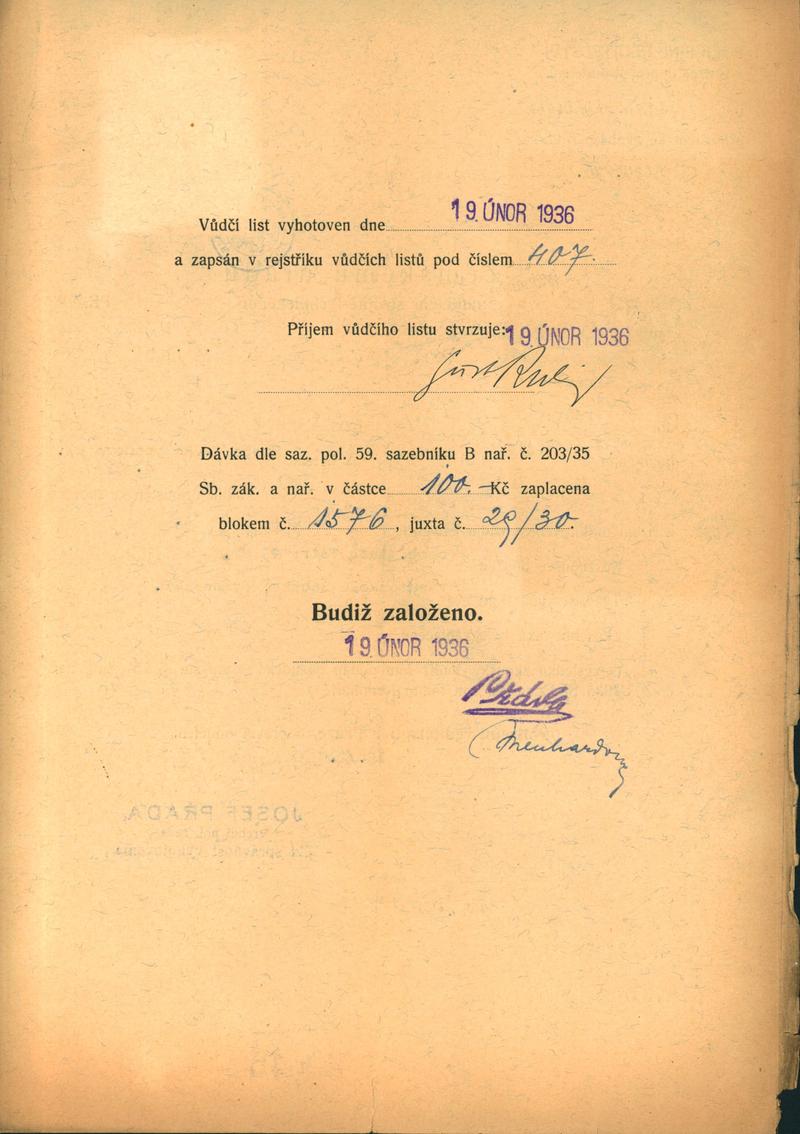 Vůdčí list vyhotoven dne 19. ÚNOR 1936
a zapsán v rejstříku vůdčích listů pod číslem 407.
Příjem vůdčího listu stvrzuje: 19. ÚNOR 1936
Dávka dle saz. pol. 59. sazebníku B nař. č. 203/35
Sb. zák. a nař. v částce 100.– Kč zaplacena
blokem č. 1576, juxta č. 29/30.
Budiž založeno.
19. ÚNOR 1936
JOSEF PŘADA,